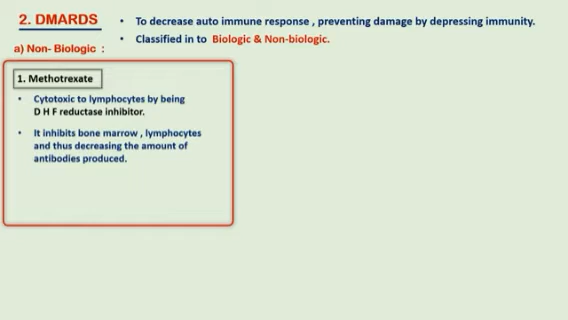 2. DMARDS
• To decrease auto immune response , preventing damage by depressing immunity.
• Classified in to Biologic & Non-biologic.
a) Non- Biologic :
1. Methotrexate
• Cytotoxic to lymphocytes by being
D H F reductase inhibitor.
• It inhibits bone marrow , lymphocytes
and thus decreasing the amount of
antibodies produced.